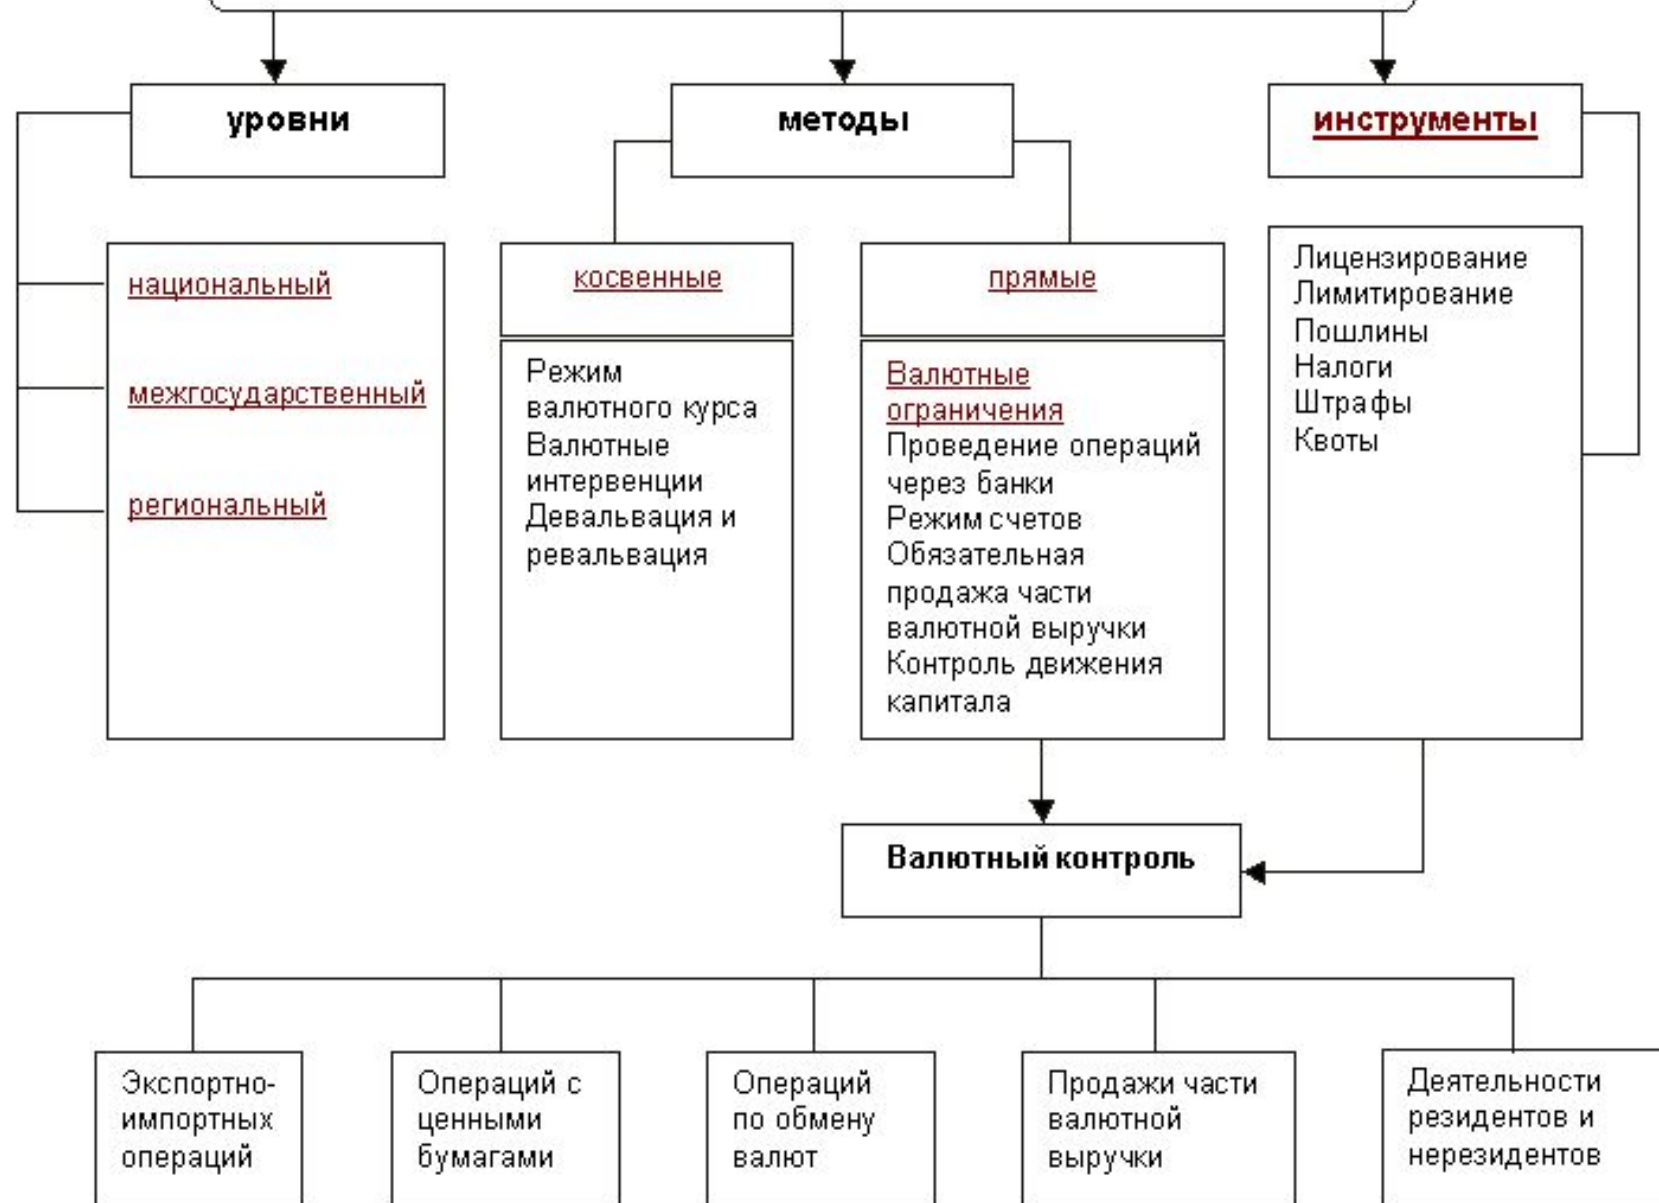 уровни
методы
инструменты
национальный
межгосударственный
региональный
косвенные
Режим
валютного курса
Валютные
интервенции
Девальвация и
ревальвация
прямые
Валютные
ограничения
Проведение операций
через банки
Режим счетов
Обязательная
продажа части
валютной выручки
Контроль движения
капитала
Лицензирование
Лимитирование
Пошлины
Налоги
Штрафы
Квоты
Валютный контроль
Экспортно-
импортных
операций
Операций с
ценными
бумагами
Операций
по обмену
валют
Продажи части
валютной
выручки
Деятельности
резидентов и
нерезидентов